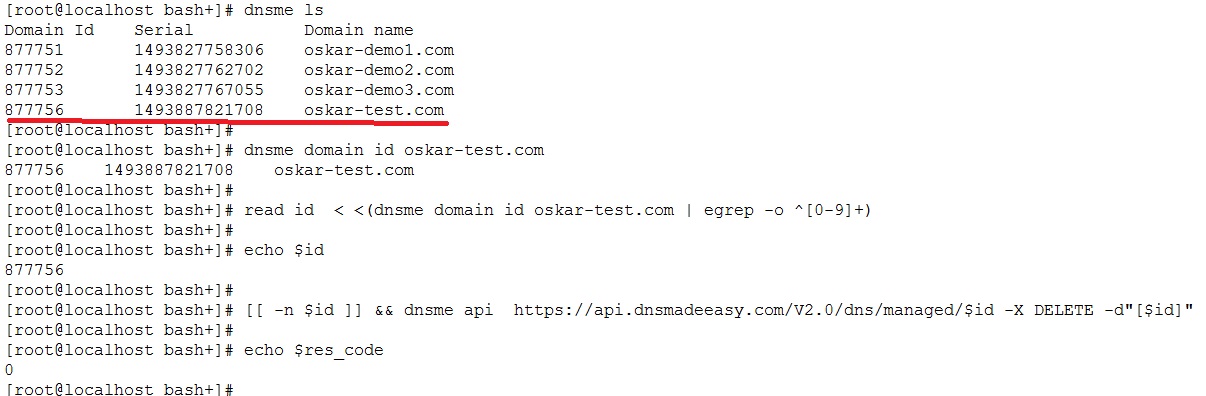 [root@localhost bash+]# dnsme ls
Domain Id    Serial           Domain name
877751       1493827758306    oskar-demo1.com
877752       1493827762702    oskar-demo2.com
877753       1493827767055    oskar-demo3.com
877756       1493887821708    oskar-test.com
[root@localhost bash+]#
[root@localhost bash+]# dnsme domain id oskar-test.com
877756    1493887821708    oskar-test.com
[root@localhost bash+]#
[root@localhost bash+]# read id  < <(dnsme domain id oskar-test.com | egrep -o ^[0-9]+)
[root@localhost bash+]#
[root@localhost bash+]# echo $id
877756
[root@localhost bash+]#
[root@localhost bash+]# [[ -n $id ]] && dnsme api  https://api.dnsmadeeasy.com/V2.0/dns/managed/$id -X DELETE -d"[$id]"
[root@localhost bash+]#
[root@localhost bash+]# echo $res_code
0
[root@localhost bash+]#